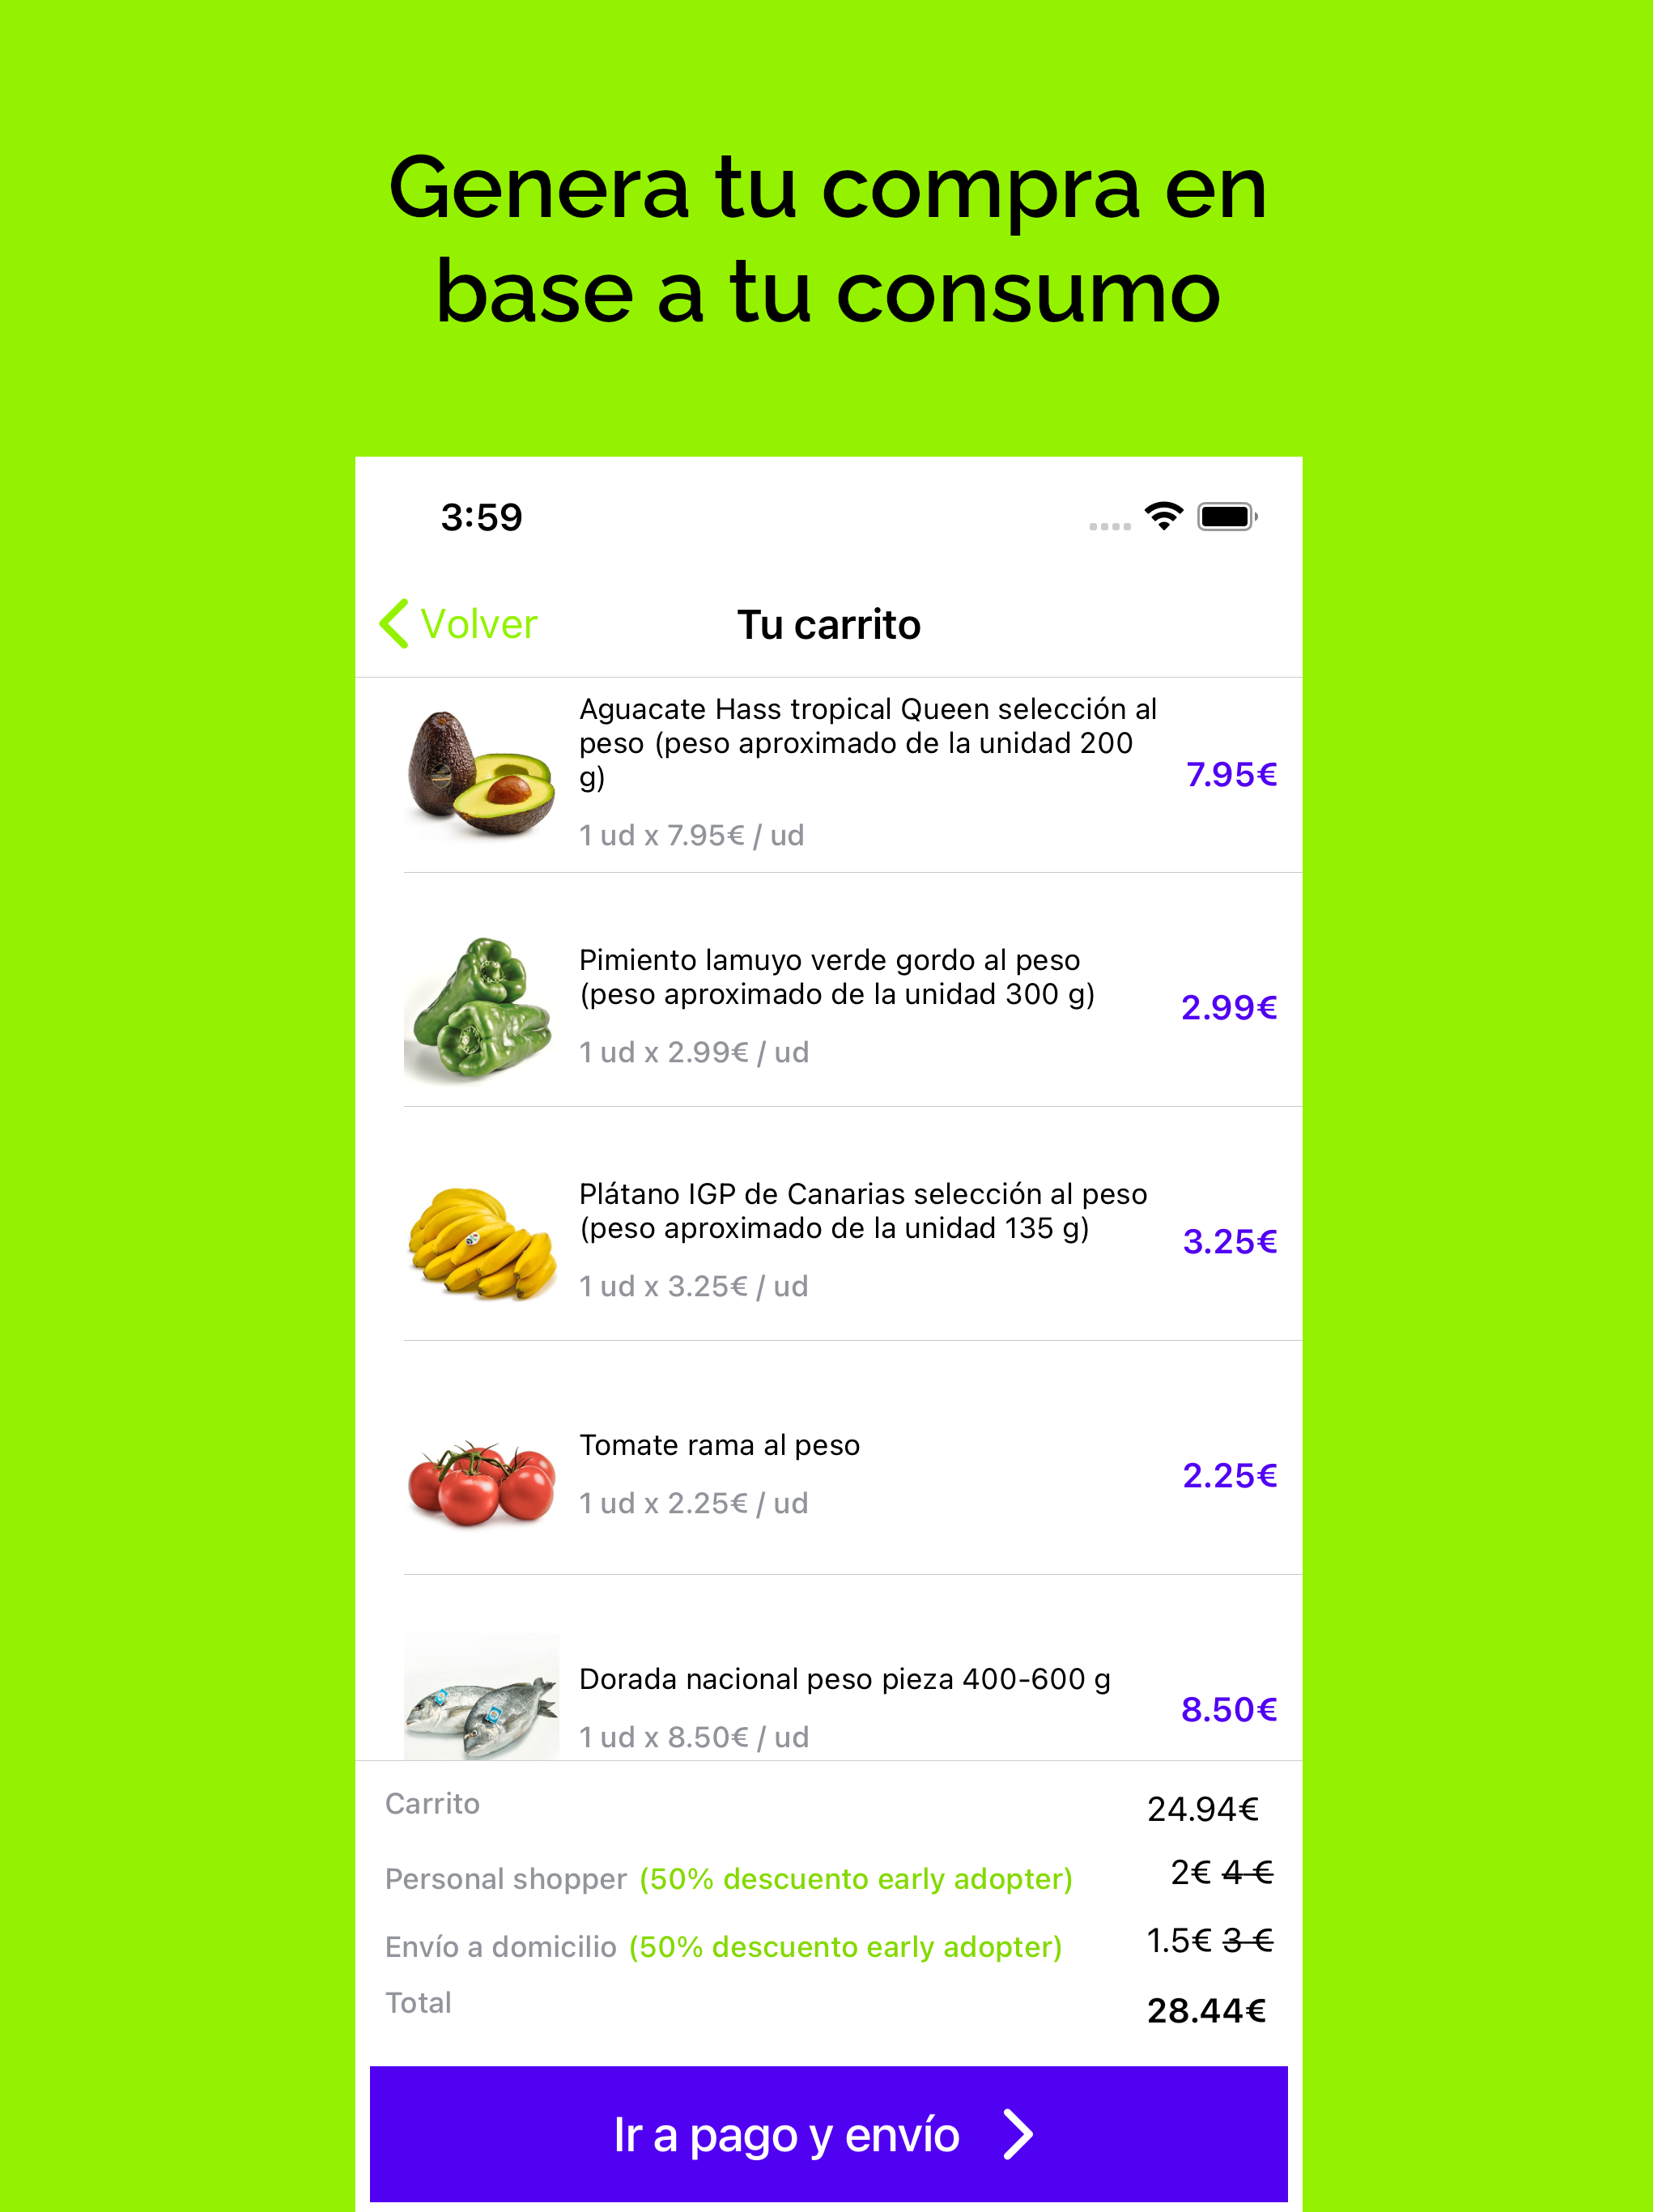 Genera tu compra en
base a tu consumo
3:59
Volver
Tu carrito
Aguacate Hass tropical Queen selección al
peso (peso aproximado de la unidad 200
g)
7.95€
1 ud x 7.95€ / ud
Pimiento lamuyo verde gordo al peso
(peso aproximado de la unidad 300 g)
2.99€
1 ud x 2.99€ / ud
Plátano IGP de Canarias selección al peso
(peso aproximado de la unidad 135 g)
3.25€
1 ud x 3.25€ / ud
Tomate rama al peso
2.25€
1 ud x 2.25€ / ud
Dorada nacional peso pieza 400-600 g
8.50€
1 ud x 8.50€ / ud
Carrito 24.94€
Personal shopper (50% descuento early adopter) 2€ 4 €
Envío a domicilio (50% descuento early adopter) 1.5€ 3 €
Total 28.44€
Ir a pago y envío